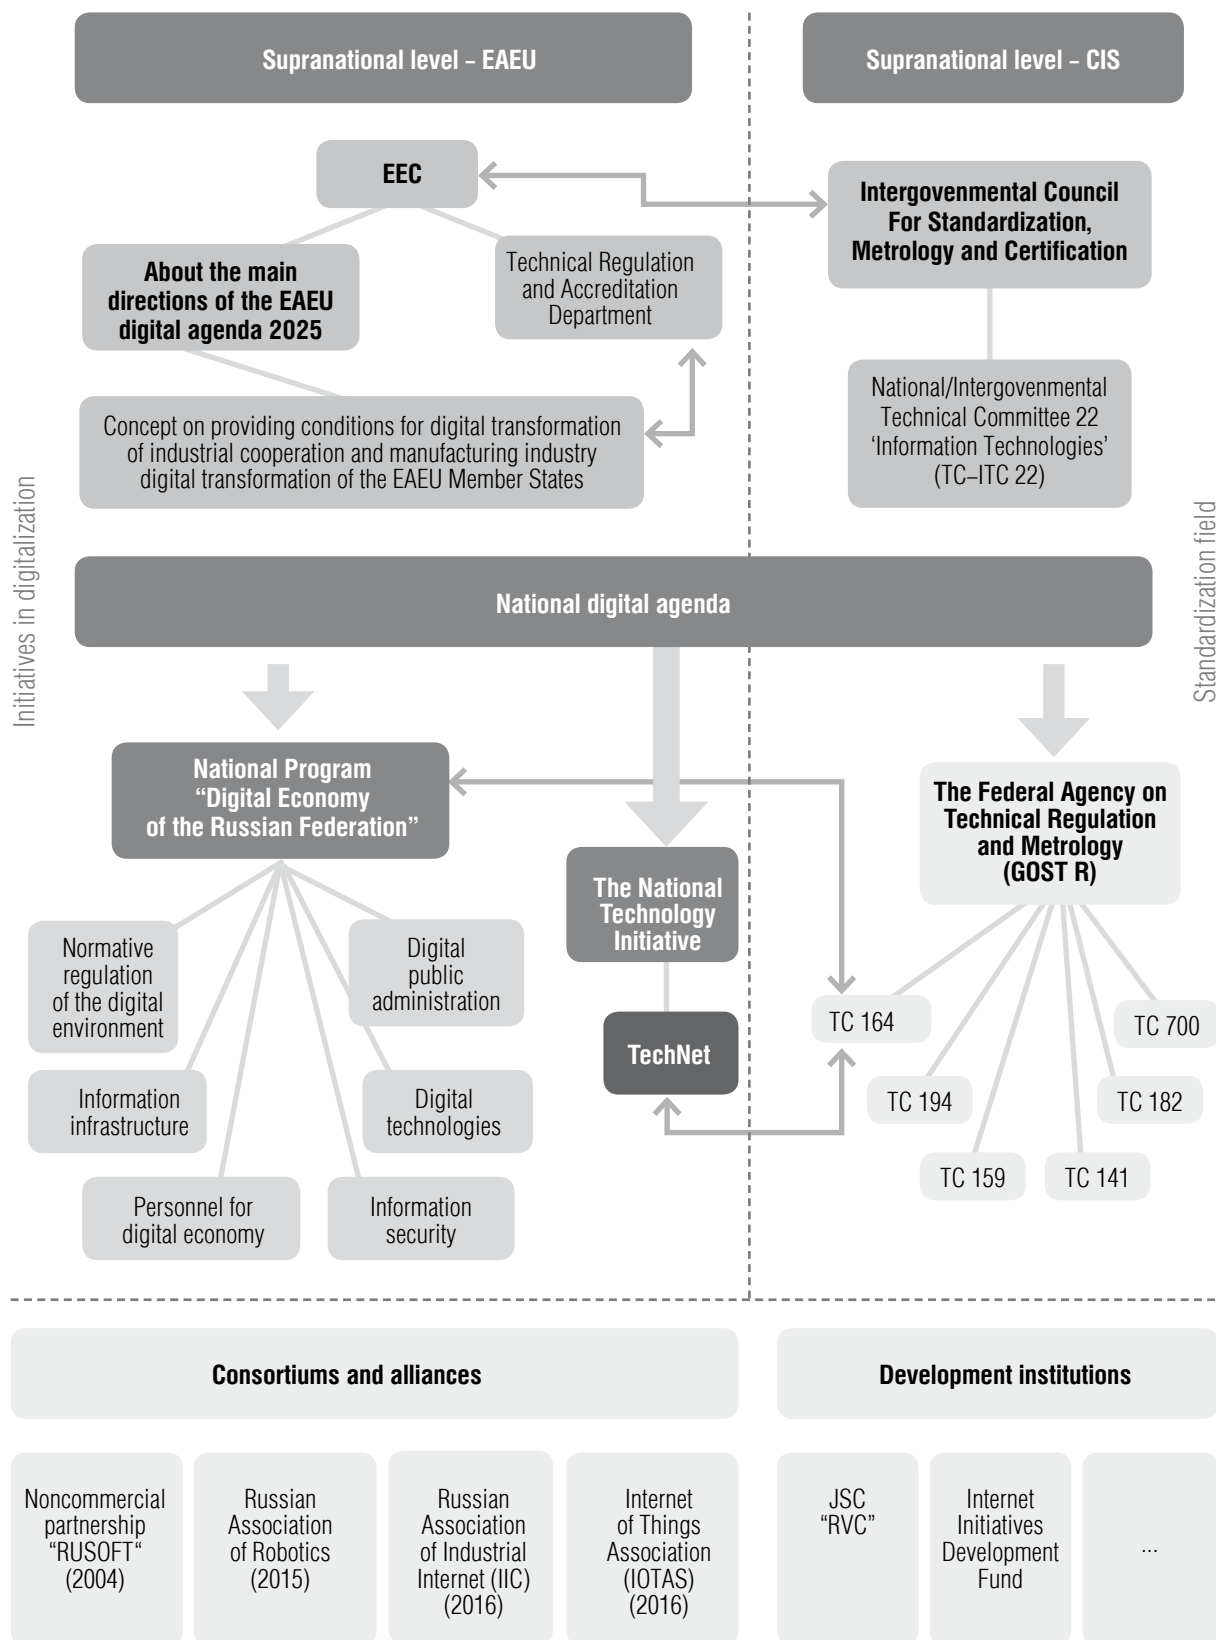 Supranational level – EAEU
Supranational level – CIS
EEC
Intergovenmental Council
For Standardization,
Metrology and Certification
About the main
directions of the EAEU
digital agenda 2025
Technical Regulation
and Accreditation
Department
Concept on providing conditions for digital transformation
of industrial cooperation and manufacturing industry
digital transformation of the EAEU Member States
National/Intergovenmental
Technical Committee 22
‘Information Technologies’
(TC–ITC 22)
Initiatives in digitalization
Standardization field
National digital agenda
National Program
“Digital Economy
of the Russian Federation”
The National
Technology
Initiative
The Federal Agency on
Technical Regulation
and Metrology
(GOST R)
Normative
regulation
of the digital
environment
Digital
public
administration
Information
infrastructure
Digital
technologies
Personnel for
digital economy
Information
security
TechNet
TC 164
TC 700
TC 194
TC 182
TC 159
TC 141
Consortiums and alliances
Development institutions
Noncommercial
partnership
“RUSOFT“
(2004)
Russian
Association
of Robotics
(2015)
Russian
Association
of Industrial
Internet (IIC)
(2016)
Internet
of Things
Association
(IOTAS)
(2016)
JSC
“RVC”
Internet
Initiatives
Development
Fund
...